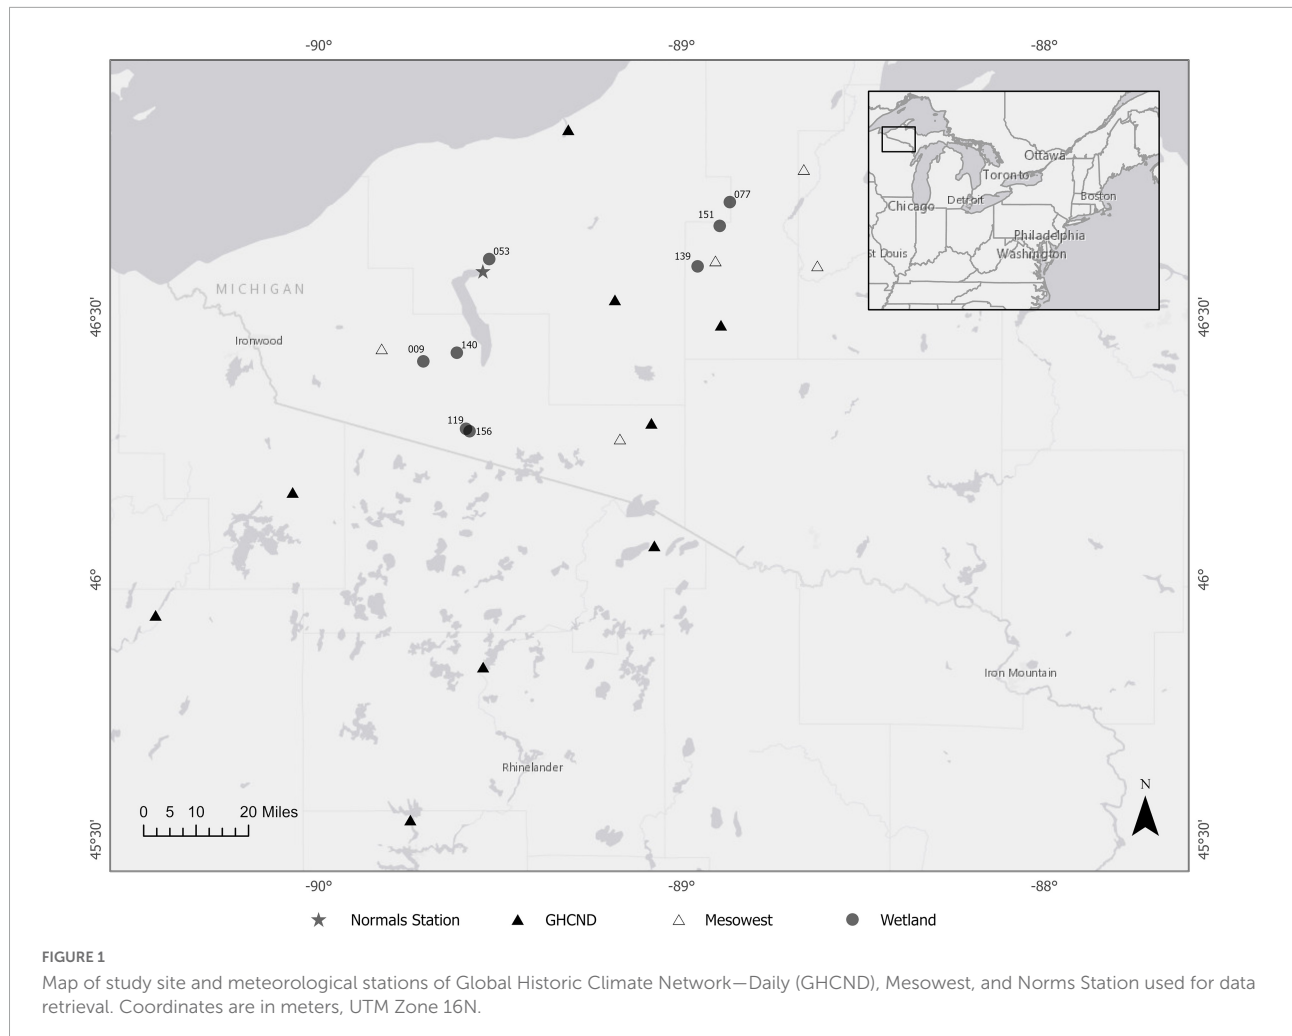 -90° -89° -88°
Ottawa
Toronto
077
Detroit
Boston
151
Chicago
Philadelphia
053
139
St Louis
Washington
MICHIGAN
46°30' 46°30'
Ironwood
140
009
119
156
46° 46°
Iron Mountain
Rhinelander
N
0 5 10 20 Miles
45°30' 45°30'
-90° -89° -88°
Normals Station GHCND Mesowest Wetland
FIGURE 1
Map of study site and meteorological stations of Global Historic Climate Network—Daily (GHCND), Mesowest, and Norms Station used for data
retrieval. Coordinates are in meters, UTM Zone 16N.